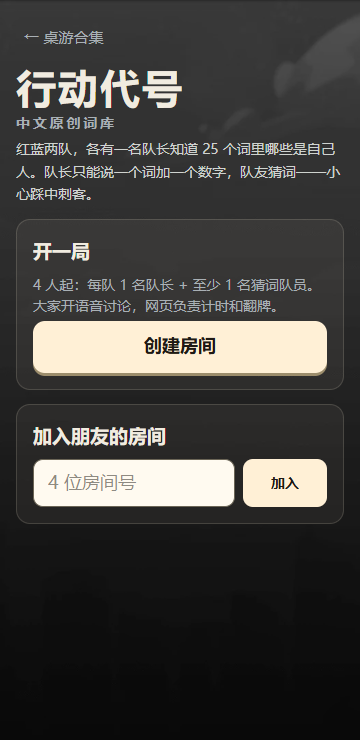 ← 桌游合集
行动代号
中文原创词库
红蓝两队，各有一名队长知道 25 个词里哪些是自己
人。队长只能说一个词加一个数字，队友猜词——小
心踩中刺客。
开一局
4 人起：每队 1 名队长 + 至少 1 名猜词队员。
大家开语音讨论，网页负责计时和翻牌。
创建房间
加入朋友的房间
4 位房间号
加入